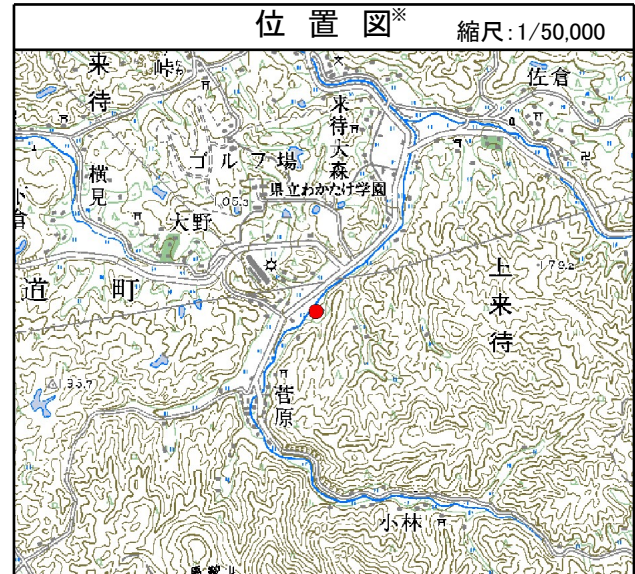 位置図※
縮尺:1/50,000
来待
峠
佐倉
来待大森
ゴルフ場
横見
県立わかたけ学園
大野
上来待
道町
菅原
小林